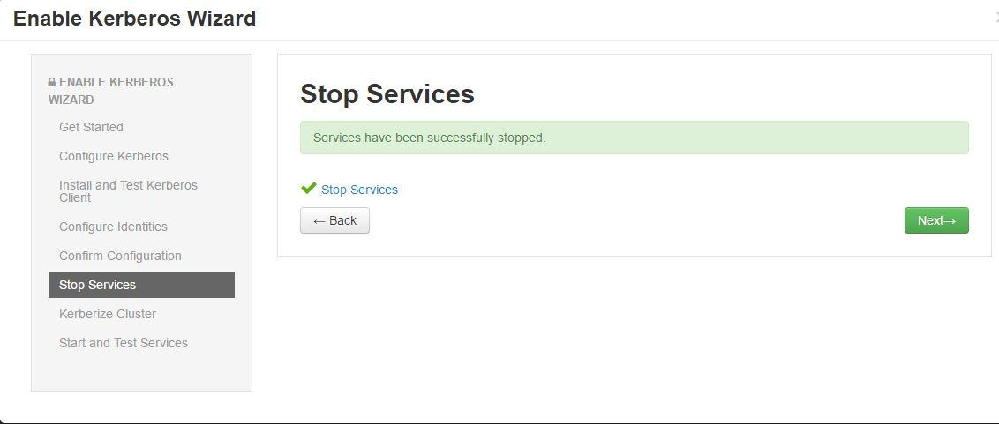 Enable Kerberos Wizard
ENABLE KERBEROS
WIZARD
Get Started
Configure Kerberos
Install and Test Kerberos
Client
Configure Identities
Confirm Configuration
Stop Services
Kerberize Cluster
Start and Test Services
Stop Services
Services have been successfully stopped.
Stop Services
← Back
Next→